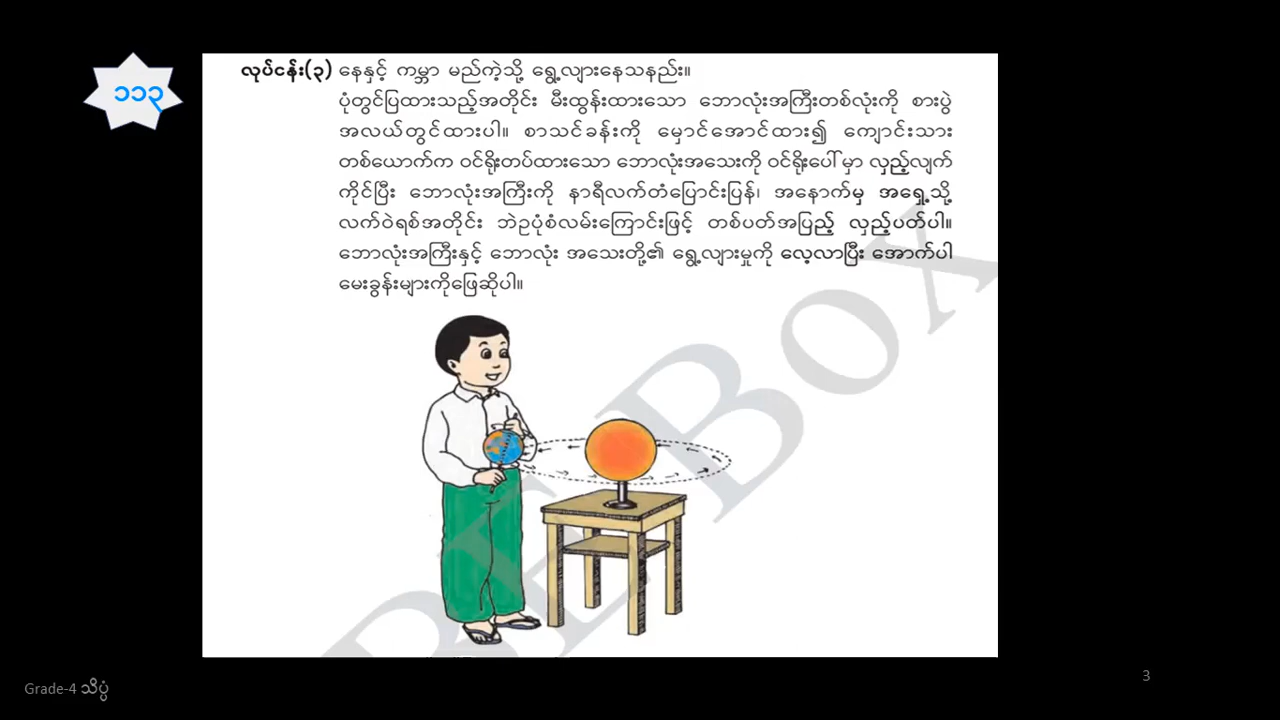 ၁၁၃
လုပ်ငန်း(၃) နေနှင့် ကမ္ဘာ မည်ကဲ့သို့ ရွေ့လျားနေသနည်း။
ပုံတွင်ပြထားသည့်အတိုင်း မီးထွန်းထားသော ဘောလုံးအကြီးတစ်လုံးကို စားပွဲ
အလယ်တွင်ထားပါ။ စာသင်ခန်းကို မှောင်အောင်ထား၍ ကျောင်းသား
တစ်ယောက်က ဝင်ရိုးတပ်ထားသော ဘောလုံးအသေးကို ဝင်ရိုးပေါ်မှာ လှည့်လျက်
ကိုင်ပြီး ဘောလုံးအကြီးကို နာရီလက်တံပြောင်းပြန်၊ အနောက်မှ အရှေ့သို့
လက်ဝဲရစ်အတိုင်း ဘဲဥပုံစံလမ်းကြောင်းဖြင့် တစ်ပတ်အပြည့် လှည့်ပတ်ပါ။
ဘောလုံးအကြီးနှင့် ဘောလုံး အသေးတို့၏ ရွေ့လျားမှုကို လေ့လာပြီး အောက်ပါ
မေးခွန်းများကိုဖြေဆိုပါ။
BE BOX
Grade-4 သိပ္ပံ
3